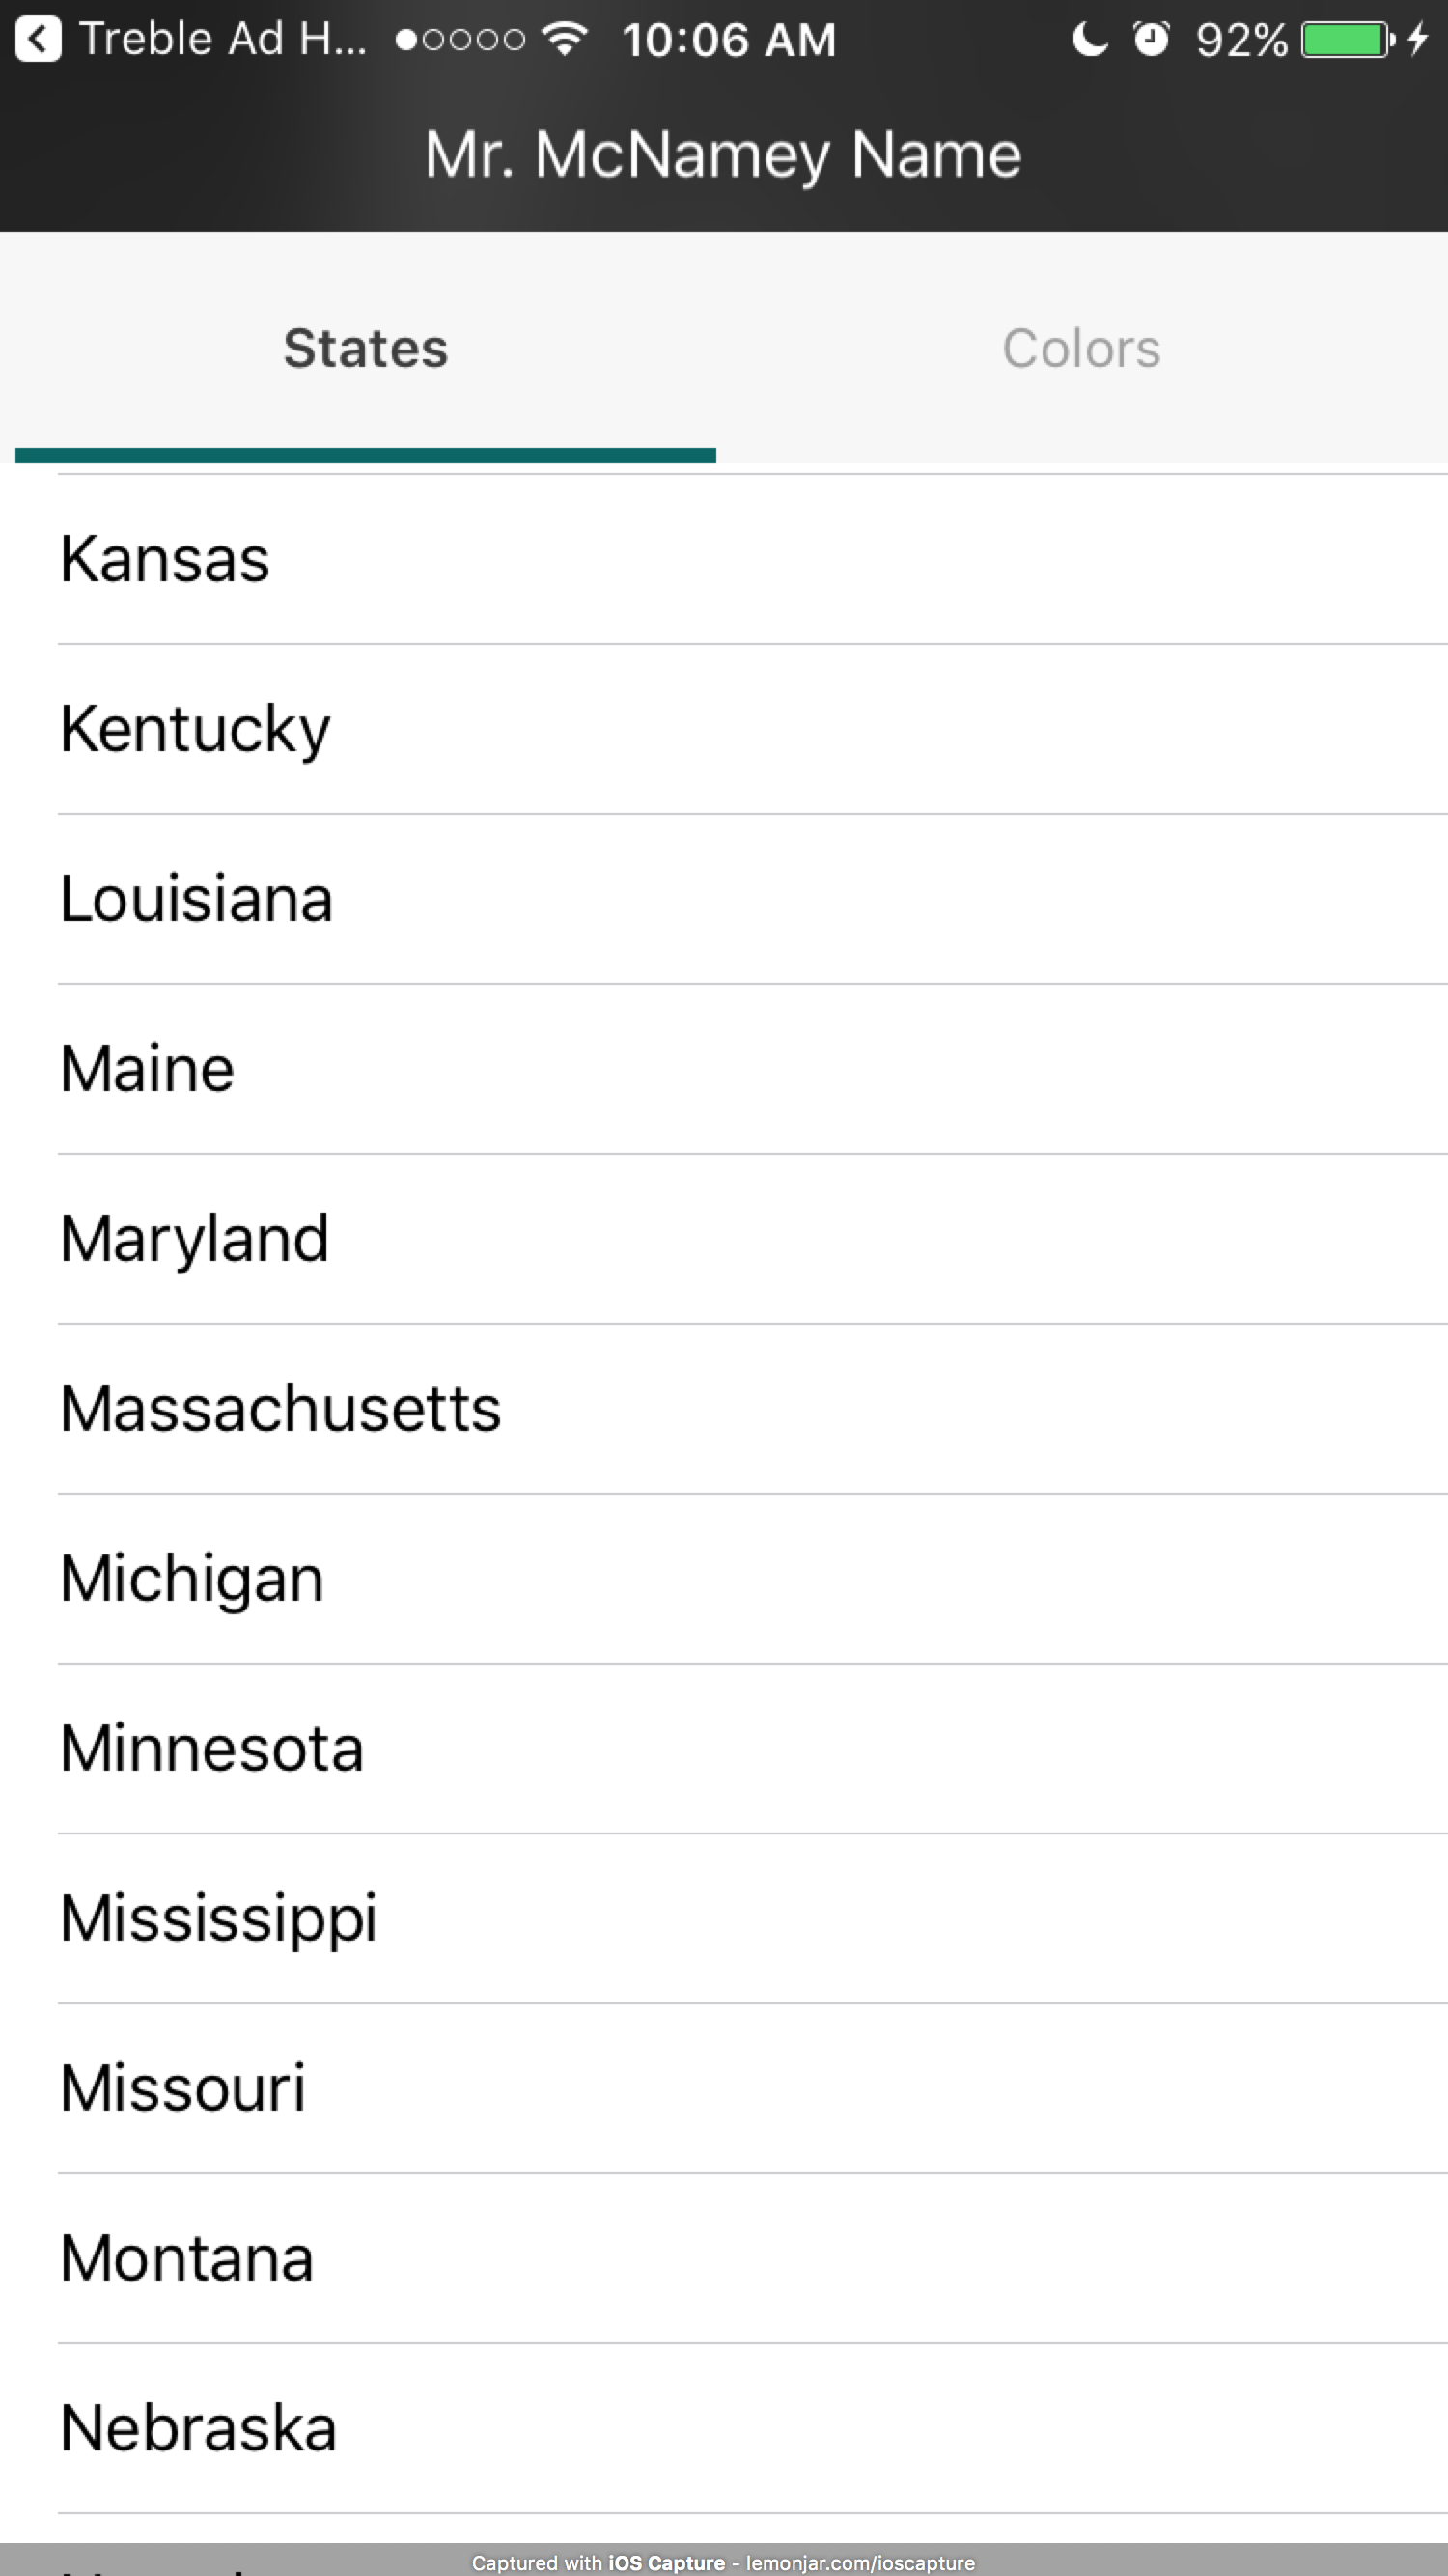 Treble Ad H... 10:06 AM 92%
Mr. McNamey Name
States Colors
Kansas
Kentucky
Louisiana
Maine
Maryland
Massachusetts
Michigan
Minnesota
Mississippi
Missouri
Montana
Nebraska
Captured with iOS Capture - lemonjar.com/ioscapture